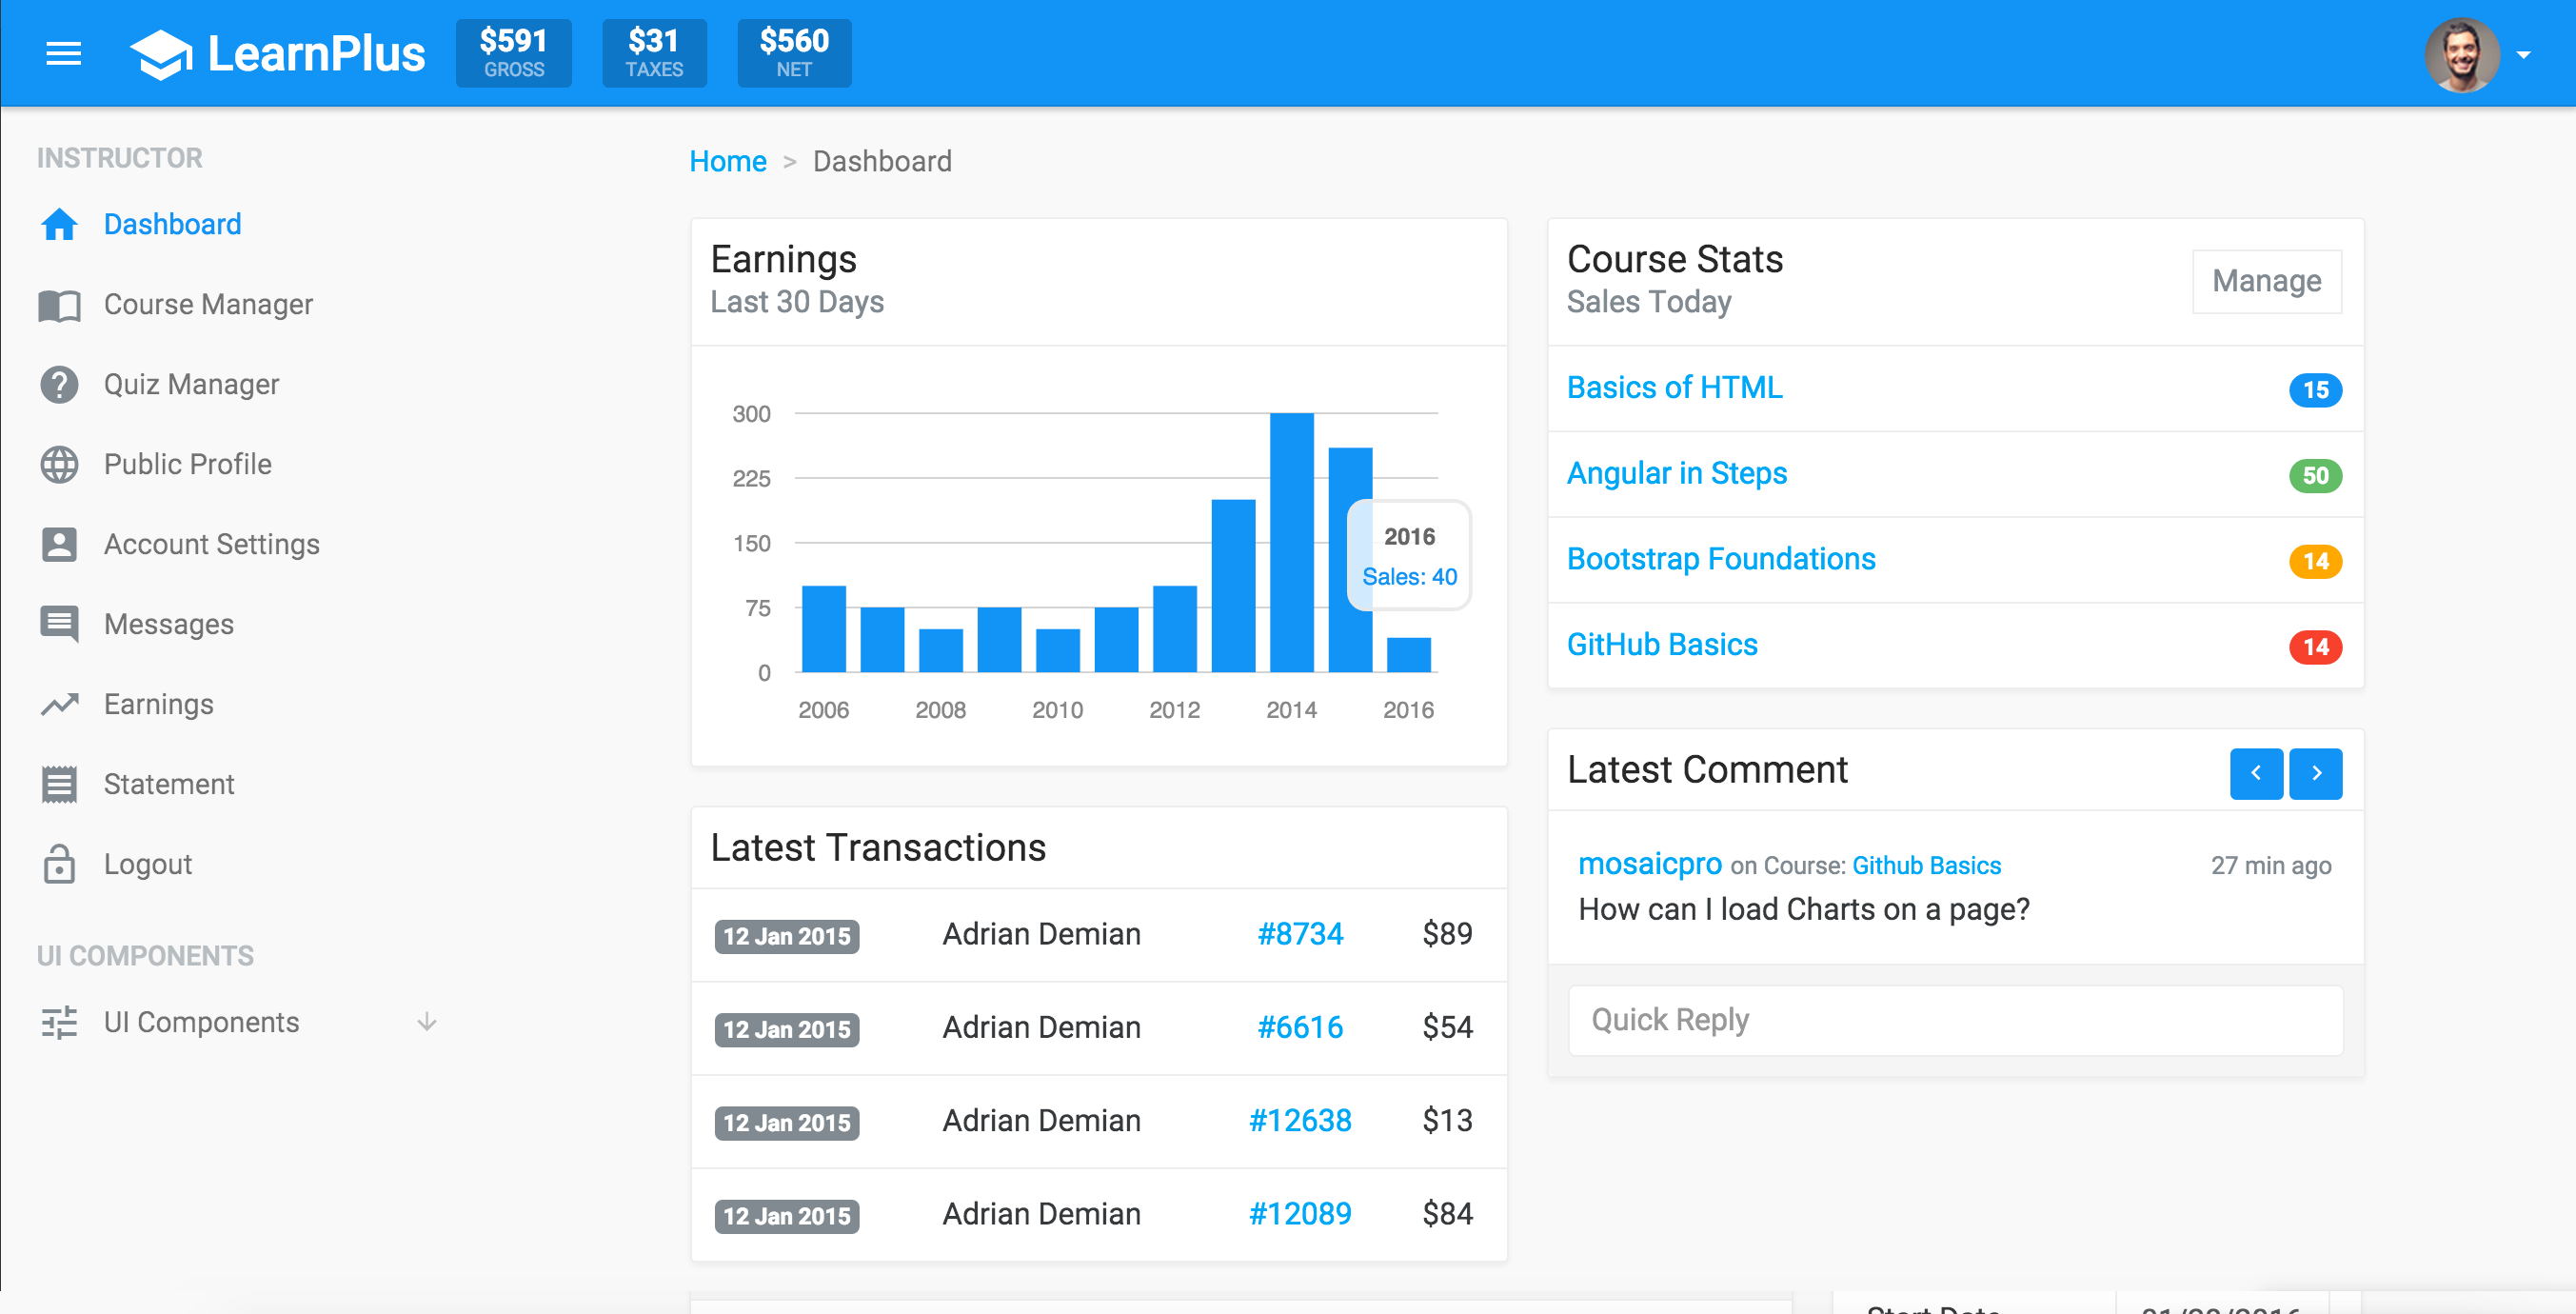 LearnPlus
$591
GROSS
$31
TAXES
$560
NET
INSTRUCTOR
Dashboard
Course Manager
Quiz Manager
Public Profile
Account Settings
Messages
Earnings
Statement
Logout
UI COMPONENTS
UI Components
Home > Dashboard
Earnings
Last 30 Days
300
225
150
75
0
2006 2008 2010 2012 2014 2016
2016
Sales: 40
Latest Transactions
12 Jan 2015 Adrian Demian #8734 $89
12 Jan 2015 Adrian Demian #6616 $54
12 Jan 2015 Adrian Demian #12638 $13
12 Jan 2015 Adrian Demian #12089 $84
Course Stats
Sales Today
Manage
Basics of HTML 15
Angular in Steps 50
Bootstrap Foundations 14
GitHub Basics 14
Latest Comment
mosaicpro on Course: Github Basics 27 min ago
How can I load Charts on a page?
Quick Reply
Start Date